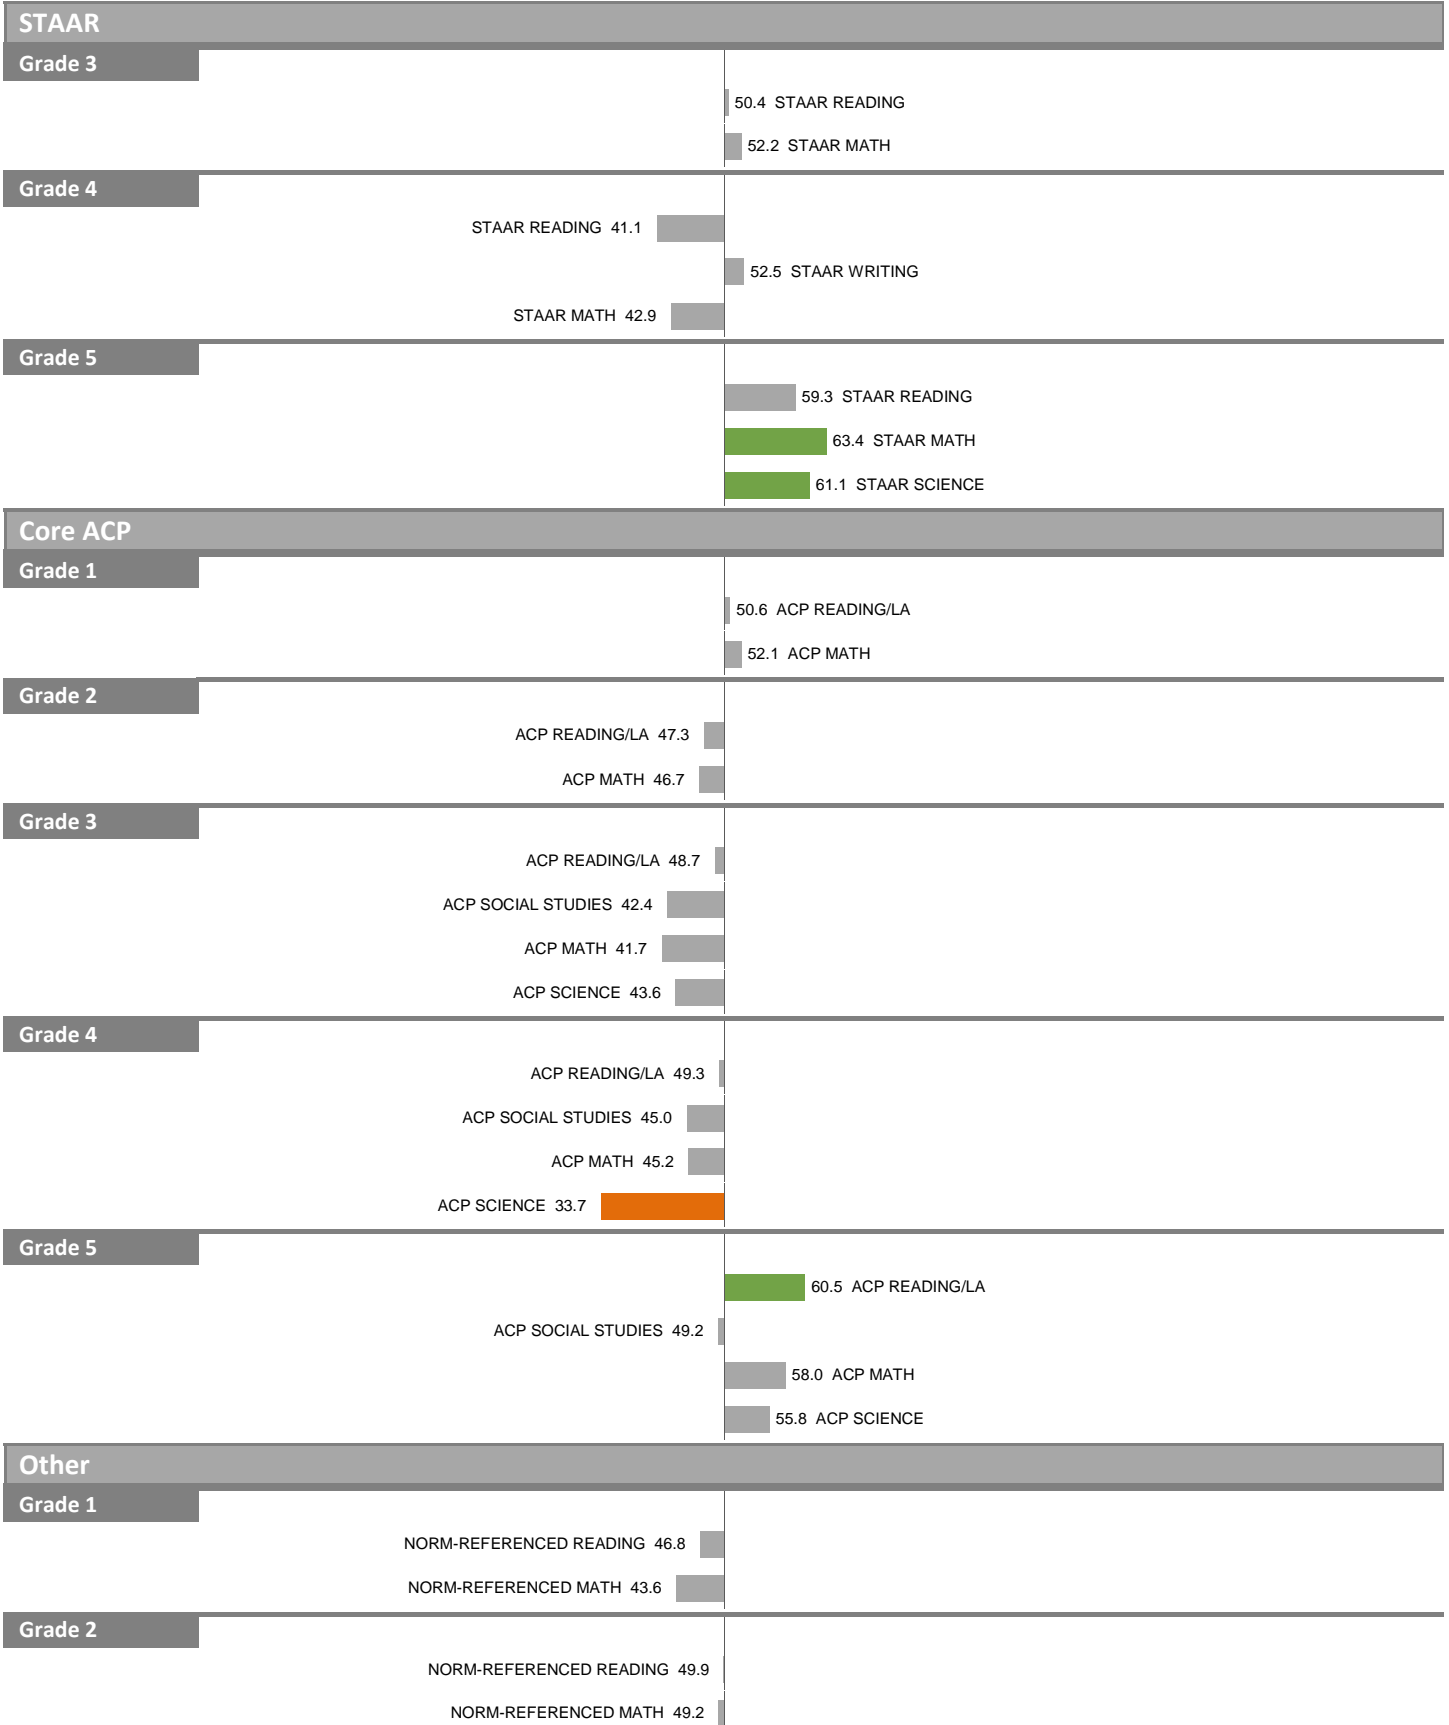 STAAR
Grade 3
50.4 STAAR READING
52.2 STAAR MATH
Grade 4
STAAR READING 41.1
52.5 STAAR WRITING
STAAR MATH 42.9
Grade 5
59.3 STAAR READING
63.4 STAAR MATH
61.1 STAAR SCIENCE
Core ACP
Grade 1
50.6 ACP READING/LA
52.1 ACP MATH
Grade 2
ACP READING/LA 47.3
ACP MATH 46.7
Grade 3
ACP READING/LA 48.7
ACP SOCIAL STUDIES 42.4
ACP MATH 41.7
ACP SCIENCE 43.6
Grade 4
ACP READING/LA 49.3
ACP SOCIAL STUDIES 45.0
ACP MATH 45.2
ACP SCIENCE 33.7
Grade 5
60.5 ACP READING/LA
ACP SOCIAL STUDIES 49.2
58.0 ACP MATH
55.8 ACP SCIENCE
Other
Grade 1
NORM-REFERENCED READING 46.8
NORM-REFERENCED MATH 43.6
Grade 2
NORM-REFERENCED READING 49.9
NORM-REFERENCED MATH 49.2